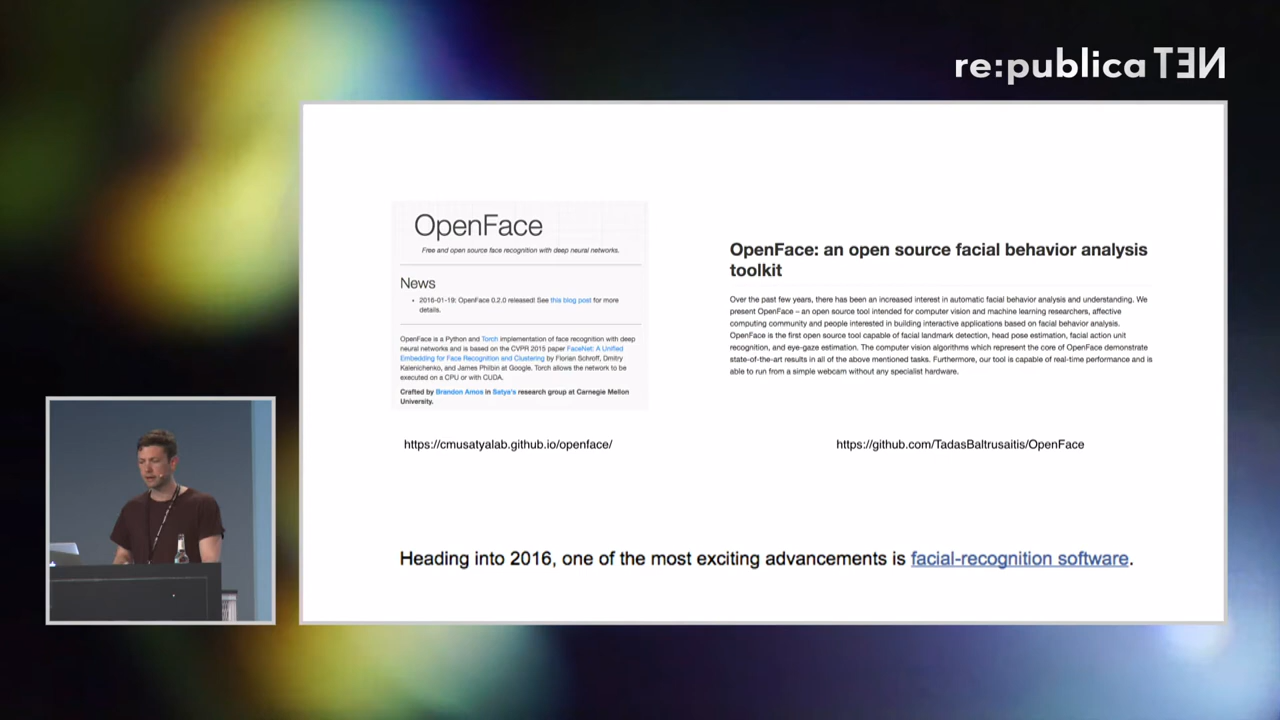 re:publica TEN
OpenFace
Free and open source face recognition with deep neural networks.
News
• 2016-01-19: OpenFace 0.2.0 released! See this blog post for more
details.
OpenFace is a Python and Torch implementation of face recognition with deep
neural networks and is based on the CVPR 2015 paper FaceNet: A Unified
Embedding for Face Recognition and Clustering by Florian Schroff, Dmitry
Kalenichenko, and James Philbin at Google. Torch allows the network to be
executed on a CPU or with CUDA.
Crafted by Brandon Amos in Satya's research group at Carnegie Mellon
University.
https://cmusatyalab.github.io/openface/
OpenFace: an open source facial behavior analysis
toolkit
Over the past few years, there has been an increased interest in automatic facial behavior analysis and understanding. We
present OpenFace – an open source tool intended for computer vision and machine learning researchers, affective
computing community and people interested in building interactive applications based on facial behavior analysis.
OpenFace is the first open source tool capable of facial landmark detection, head pose estimation, facial action unit
recognition, and eye-gaze estimation. The computer vision algorithms which represent the core of OpenFace demonstrate
state-of-the-art results in all of the above mentioned tasks. Furthermore, our tool is capable of real-time performance and is
able to run from a simple webcam without any specialist hardware.
https://github.com/TadasBaltrusaitis/OpenFace
Heading into 2016, one of the most exciting advancements is facial-recognition software.